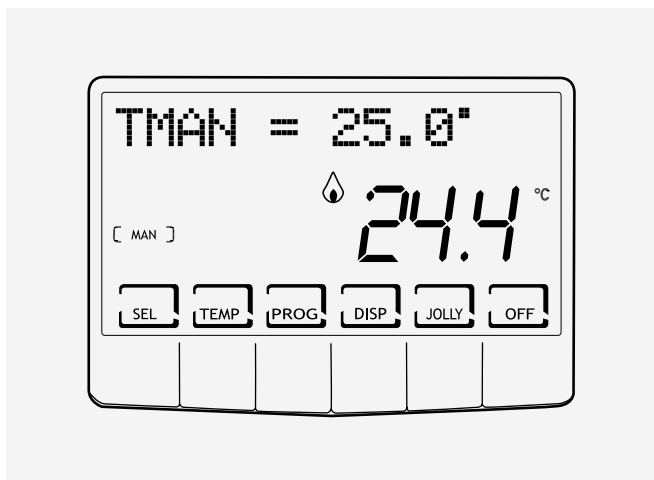 TMAN = 25.0°
24.4 °C
[ MAN ]
SEL TEMP PROG DISP JOLLY OFF